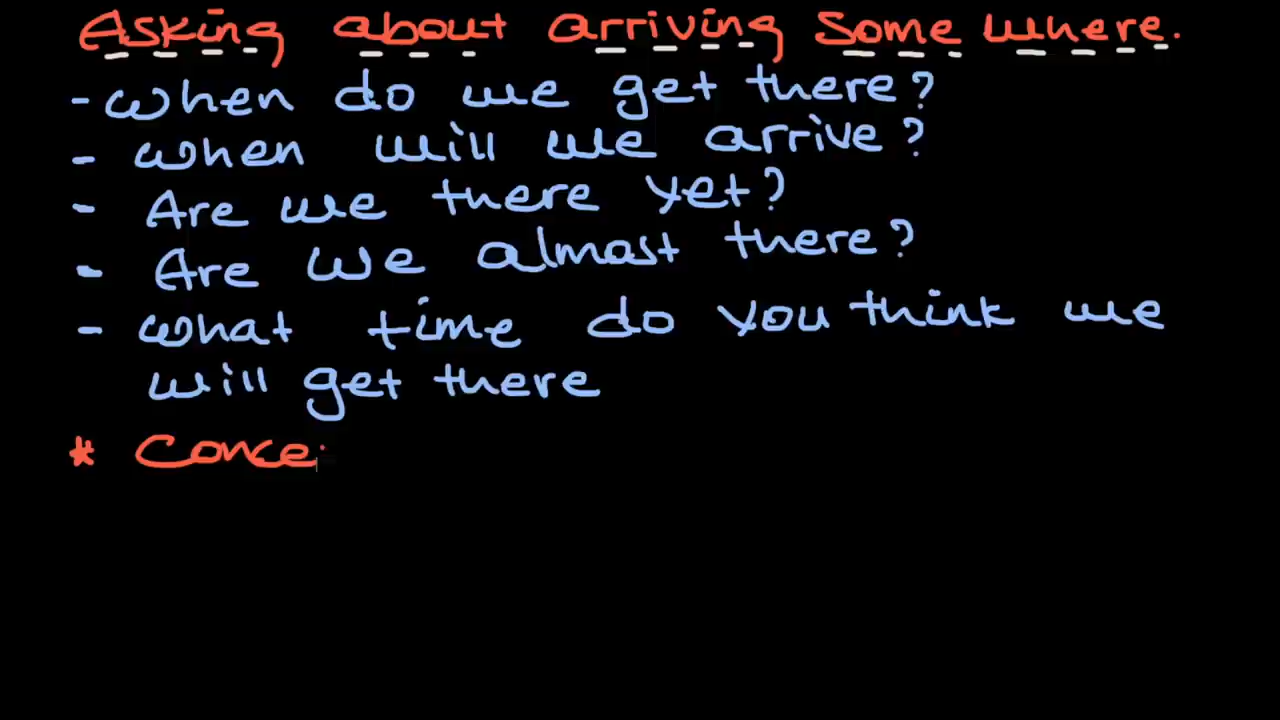 Asking about arriving Some where.
- When do we get there?
- When will we arrive?
- Are we there yet?
- Are we almost there?
- What time do you think we
will get there
* Conce